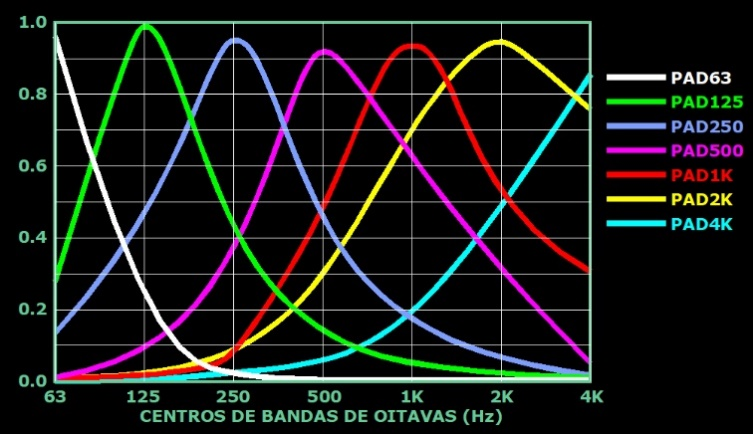 1.0
0.8
0.6
0.4
0.2
0.0
63 125 250 500 1K 2K 4K
CENTROS DE BANDAS DE OITAVAS (Hz)
PAD63
PAD125
PAD250
PAD500
PAD1K
PAD2K
PAD4K